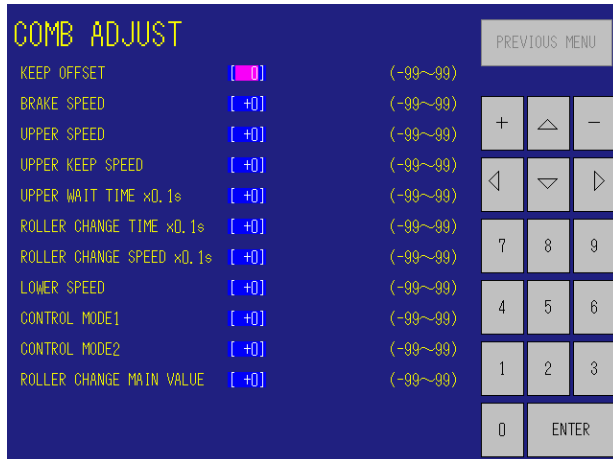 COMB ADJUST
PREVIOUS MENU
KEEP OFFSET [  0] (-99~99)
BRAKE SPEED [ +0] (-99~99)
UPPER SPEED [ +0] (-99~99)
UPPER KEEP SPEED [ +0] (-99~99)
UPPER WAIT TIME x0.1s [ +0] (-99~99)
ROLLER CHANGE TIME x0.1s [ +0] (-99~99)
ROLLER CHANGE SPEED x0.1s [ +0] (-99~99)
LOWER SPEED [ +0] (-99~99)
CONTROL MODE1 [ +0] (-99~99)
CONTROL MODE2 [ +0] (-99~99)
ROLLER CHANGE MAIN VALUE [ +0] (-99~99)
+ △ −
◁ ▽ ▷
7 8 9
4 5 6
1 2 3
0 ENTER